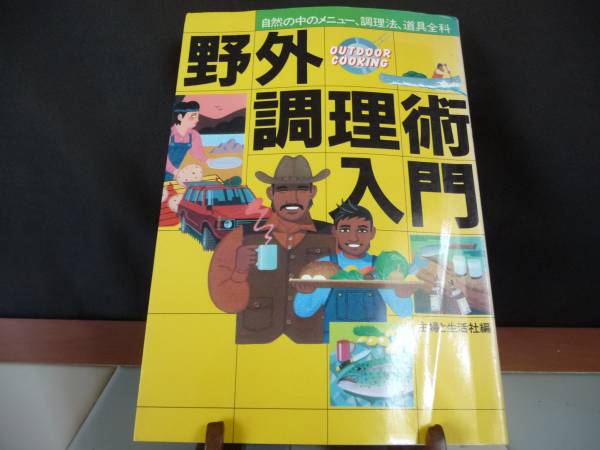 自然の中のメニュー、調理法、道具全科
OUTDOOR
COOKING
野外
調理術
入門
主婦と生活社編